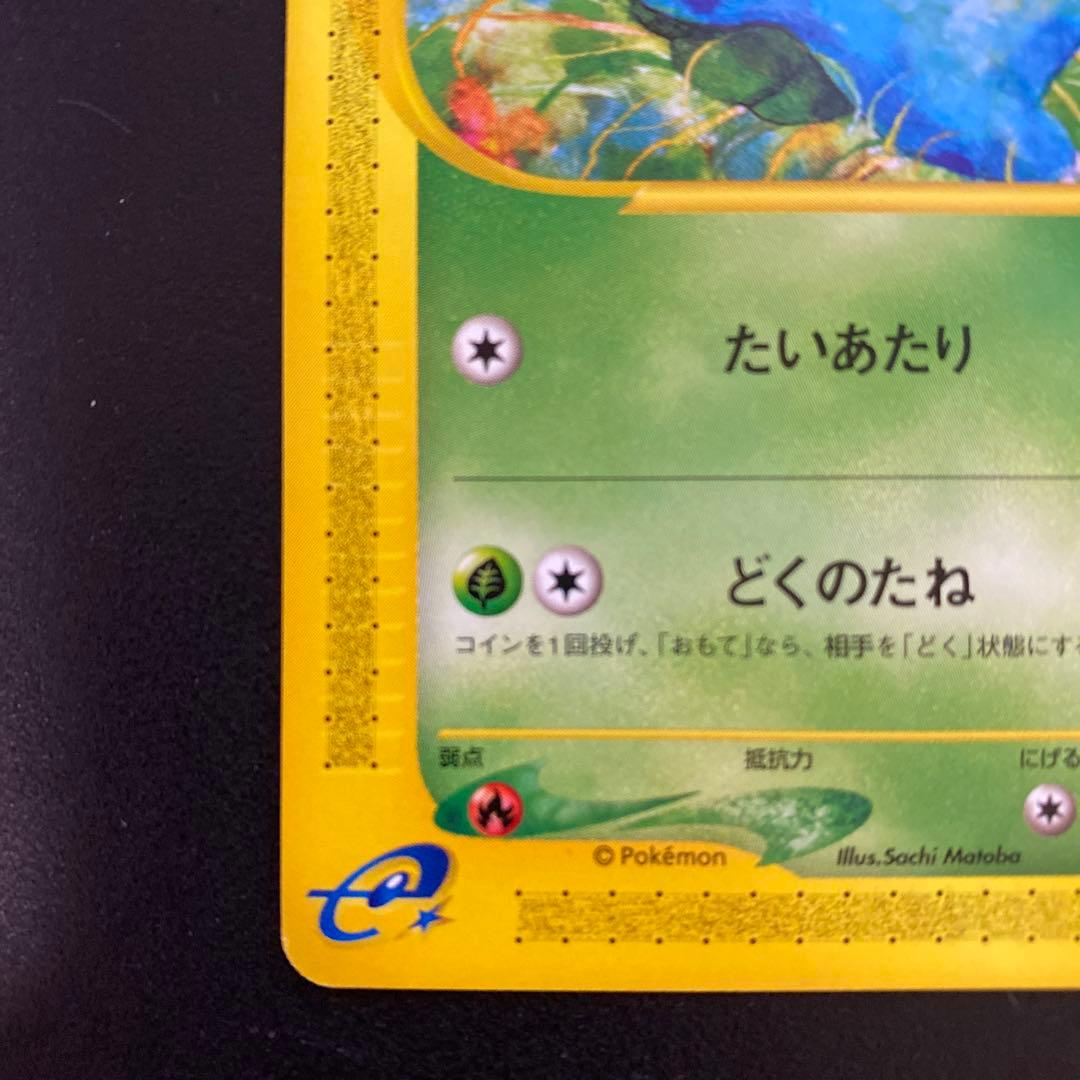 たいあたり
どくのたね
コインを1回投げ、「おもて」なら、相手を「どく」状態にす
弱点 抵抗力 にげる
© Pokémon Illus.Sachi Matoba
e